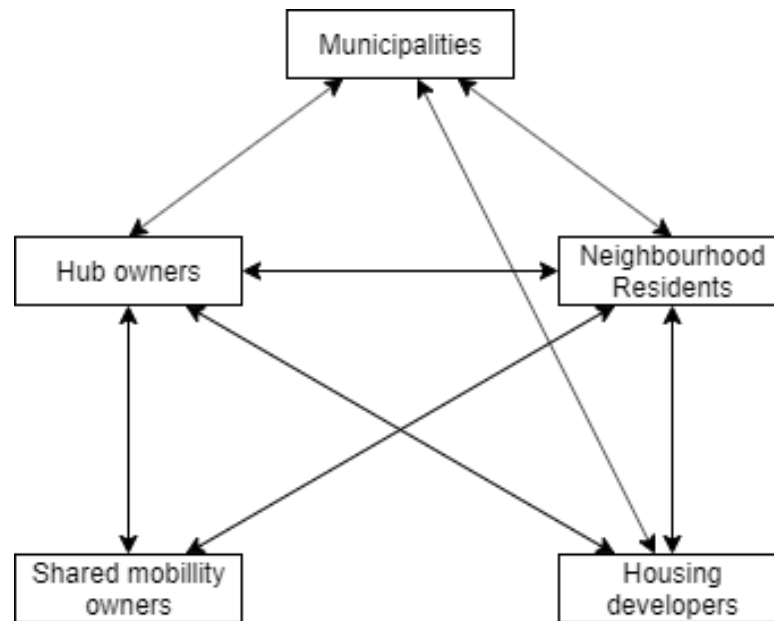 Municipalities
Hub owners
Neighbourhood
Residents
Shared mobillity
owners
Housing
developers